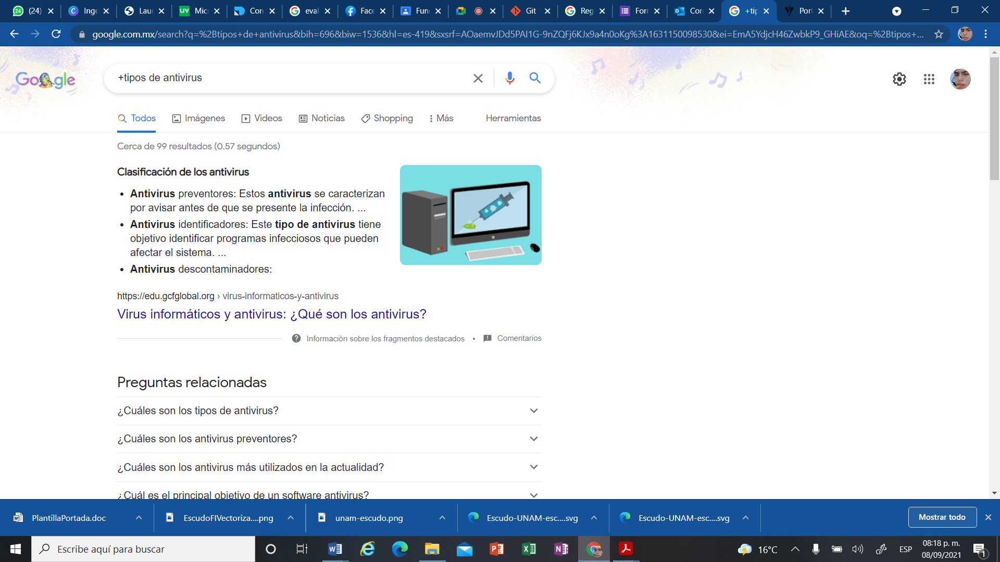 (24)
Inge
Laur
Micr
Con
eval
Face
Func
Git -
Reg
Forr
Cor
+tip
Port
google.com.mx/search?q=%2Btipos+de+antivirus&bih=696&biw=1536&hl=es-419&sxsrf=AOaemvJDd5PAI1G-9nZQFj6KJx9a4n0oKg%3A1631150098530&ei=EmA5YdjcH46ZwbkP9_GHiAE&oq=%2Btipos+...
Google
+tipos de antivirus
Todos
Imágenes
Videos
Noticias
Shopping
Más
Herramientas
Cerca de 99 resultados (0.57 segundos)
Clasificación de los antivirus
Antivirus preventores: Estos antivirus se caracterizan
por avisar antes de que se presente la infección. ...
Antivirus identificadores: Este tipo de antivirus tiene
objetivo identificar programas infecciosos que pueden
afectar el sistema. ...
Antivirus descontaminadores:
https://edu.gcfglobal.org › virus-informaticos-y-antivirus
Virus informáticos y antivirus: ¿Qué son los antivirus?
Información sobre los fragmentos destacados • Comentarios
Preguntas relacionadas
¿Cuáles son los tipos de antivirus?
¿Cuáles son los antivirus preventores?
¿Cuáles son los antivirus más utilizados en la actualidad?
¿Cuál es el principal objetivo de un software antivirus?
PlantillaPortada.doc
EscudoFIVectoriza....png
unam-escudo.png
Escudo-UNAM-esc....svg
Escudo-UNAM-esc....svg
Mostrar todo
Escribe aquí para buscar
16°C
ESP
08:18 p. m.
08/09/2021
1